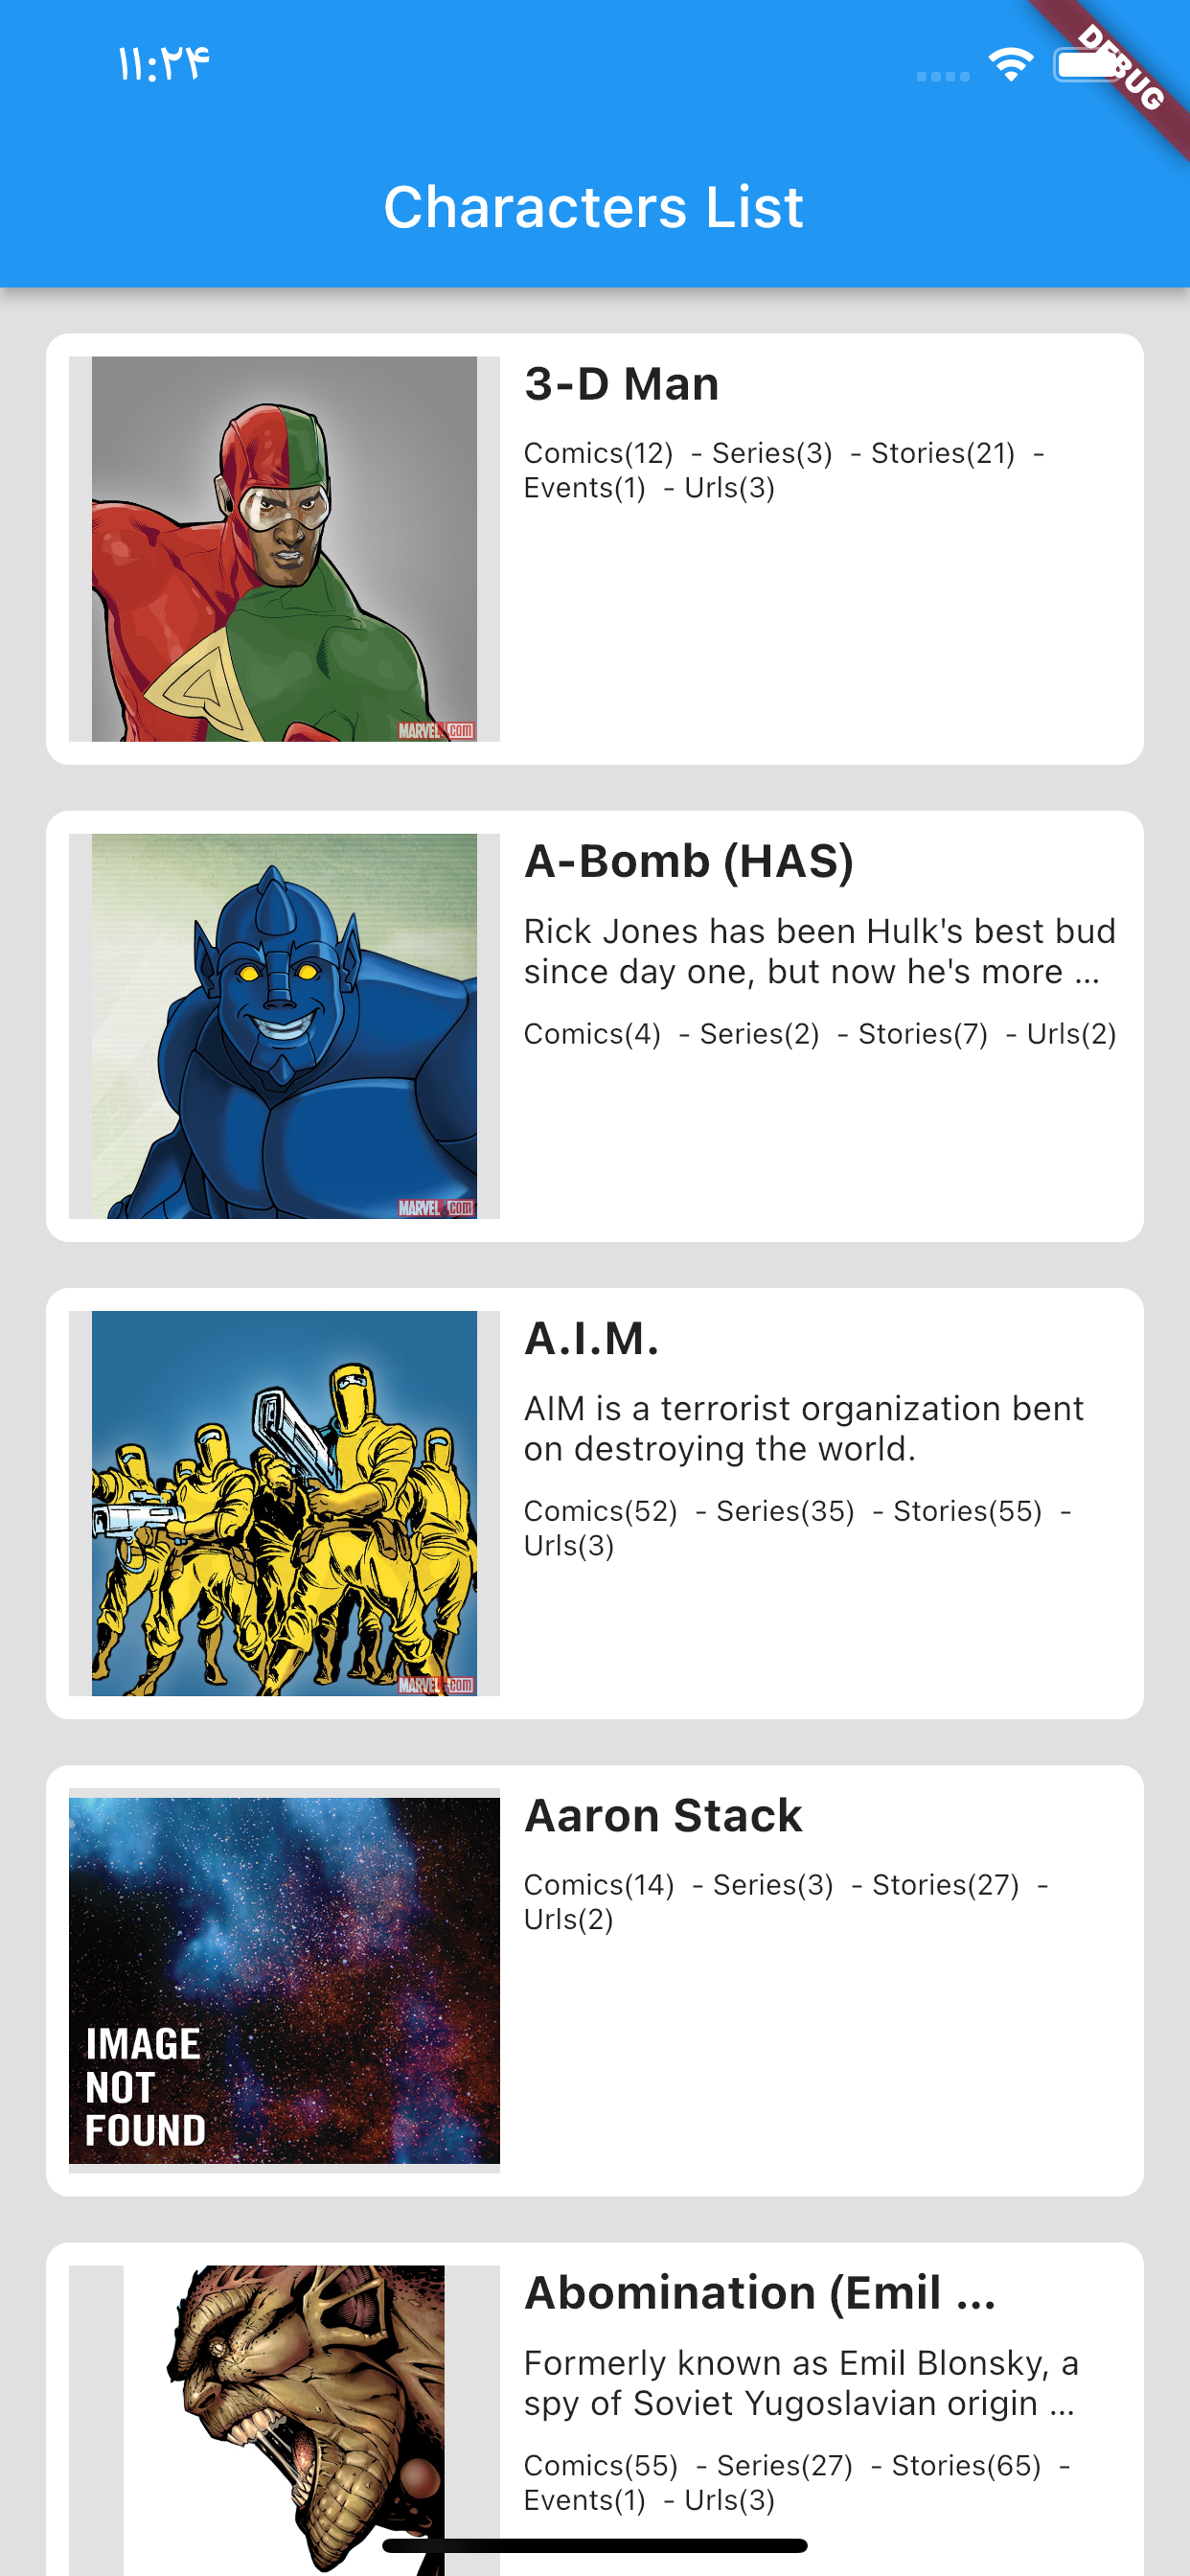 ۱۱:۲۴
DEBUG
Characters List
3-D Man
Comics(12) - Series(3) - Stories(21) -
Events(1) - Urls(3)
MARVEL.com
A-Bomb (HAS)
Rick Jones has been Hulk's best bud
since day one, but now he's more ...
Comics(4) - Series(2) - Stories(7) - Urls(2)
MARVEL.com
A.I.M.
AIM is a terrorist organization bent
on destroying the world.
Comics(52) - Series(35) - Stories(55) -
Urls(3)
MARVEL.com
Aaron Stack
Comics(14) - Series(3) - Stories(27) -
Urls(2)
IMAGE
NOT
FOUND
Abomination (Emil ...
Formerly known as Emil Blonsky, a
spy of Soviet Yugoslavian origin ...
Comics(55) - Series(27) - Stories(65) -
Events(1) - Urls(3)